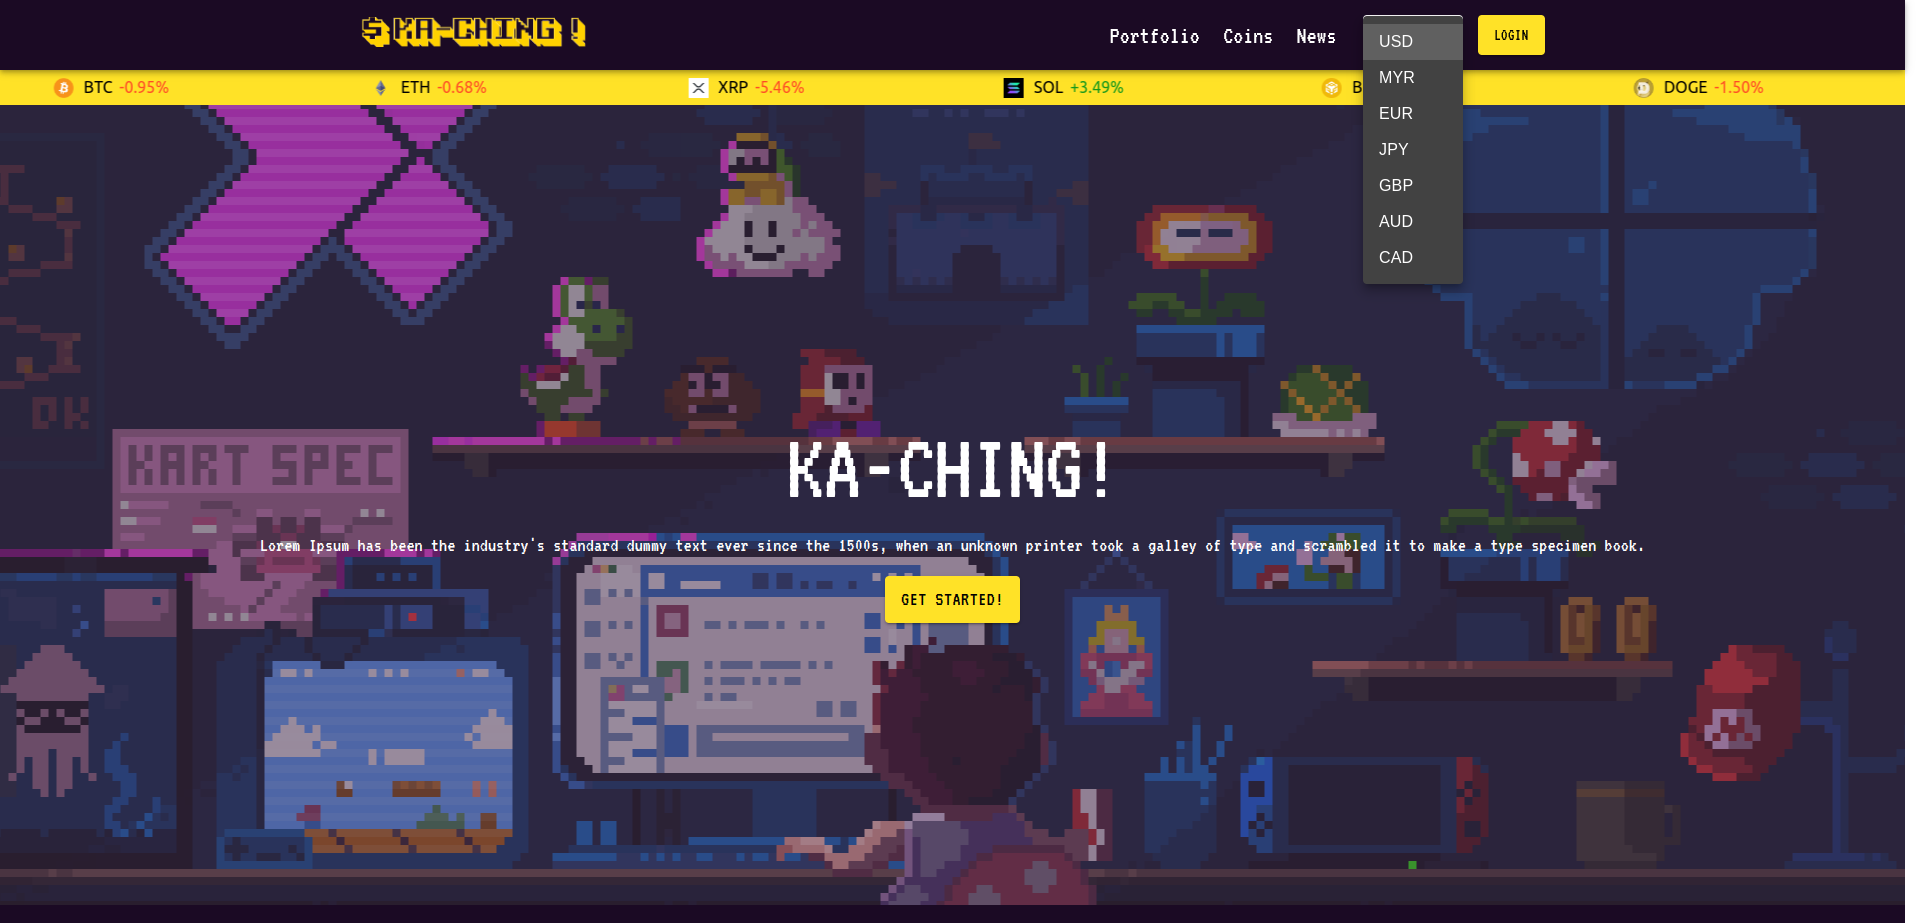 $ KA-CHING !
Portfolio Coins News
LOGIN
USD
MYR
EUR
JPY
GBP
AUD
CAD
BTC -0.95% ETH -0.68% XRP -5.46% SOL +3.49% B DOGE -1.50%
DK
KART SPEC
KA-CHING!
Lorem Ipsum has been the industry's standard dummy text ever since the 1500s, when an unknown printer took a galley of type and scrambled it to make a type specimen book.
GET STARTED!